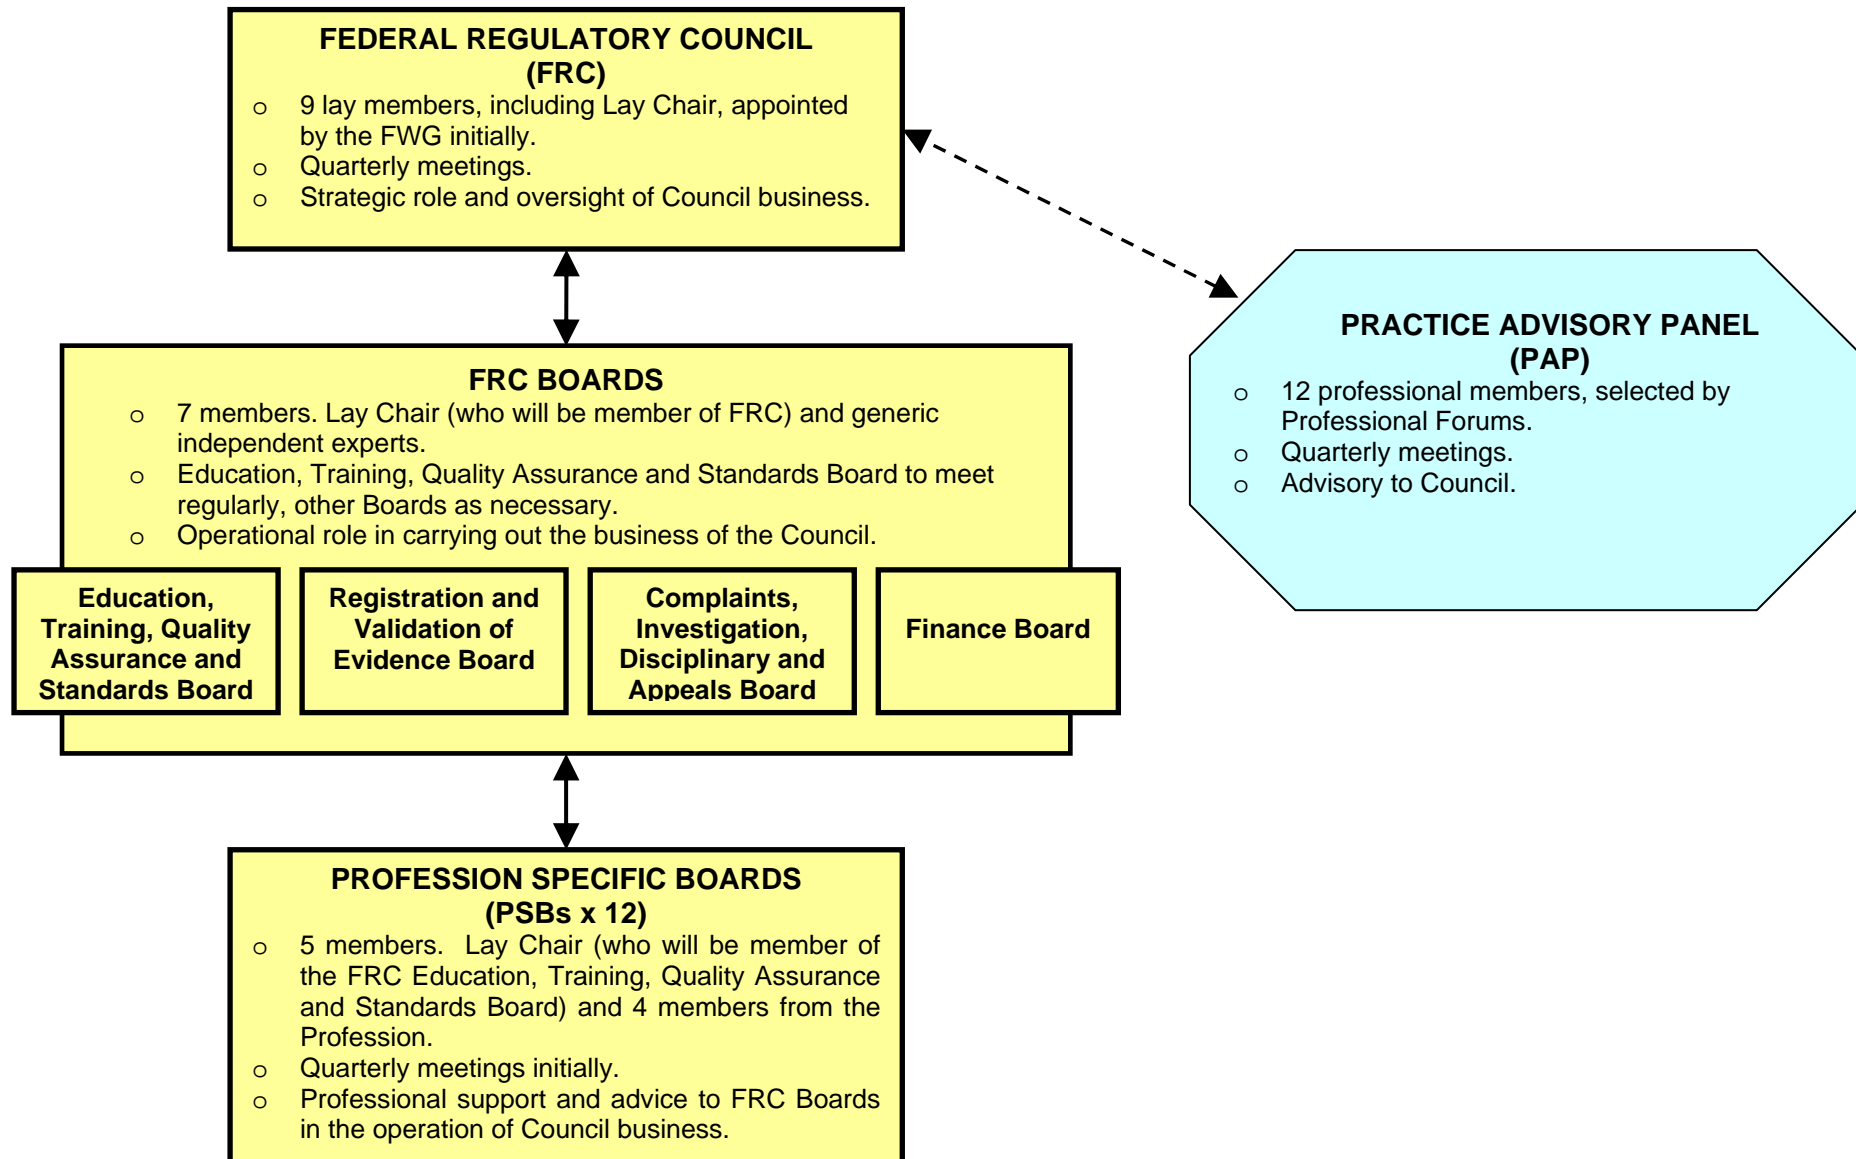 FEDERAL REGULATORY COUNCIL
(FRC)
o 9 lay members, including Lay Chair, appointed
by the FWG initially.
o Quarterly meetings.
o Strategic role and oversight of Council business.
PRACTICE ADVISORY PANEL
(PAP)
o 12 professional members, selected by
Professional Forums.
o Quarterly meetings.
o Advisory to Council.
FRC BOARDS
o 7 members. Lay Chair (who will be member of FRC) and generic
independent experts.
o Education, Training, Quality Assurance and Standards Board to meet
regularly, other Boards as necessary.
o Operational role in carrying out the business of the Council.
Education,
Training, Quality
Assurance and
Standards Board
Registration and
Validation of
Evidence Board
Complaints,
Investigation,
Disciplinary and
Appeals Board
Finance Board
PROFESSION SPECIFIC BOARDS
(PSBs x 12)
o 5 members. Lay Chair (who will be member of
the FRC Education, Training, Quality Assurance
and Standards Board) and 4 members from the
Profession.
o Quarterly meetings initially.
o Professional support and advice to FRC Boards
in the operation of Council business.